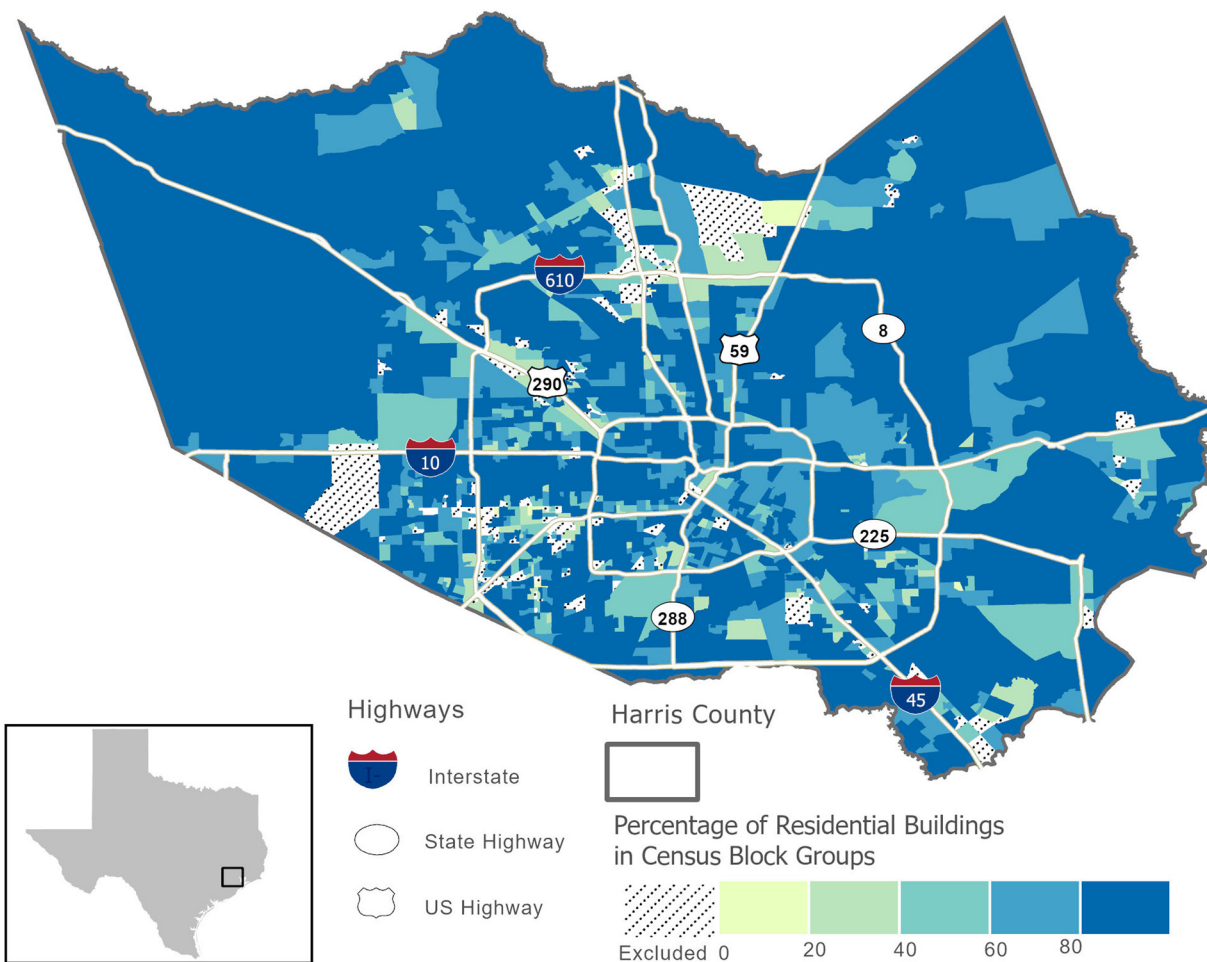 610
8
59
290
10
225
288
45
Highways
I-
Interstate
State Highway
US Highway
Harris County
Percentage of Residential Buildings
in Census Block Groups
Excluded 0 20 40 60 80